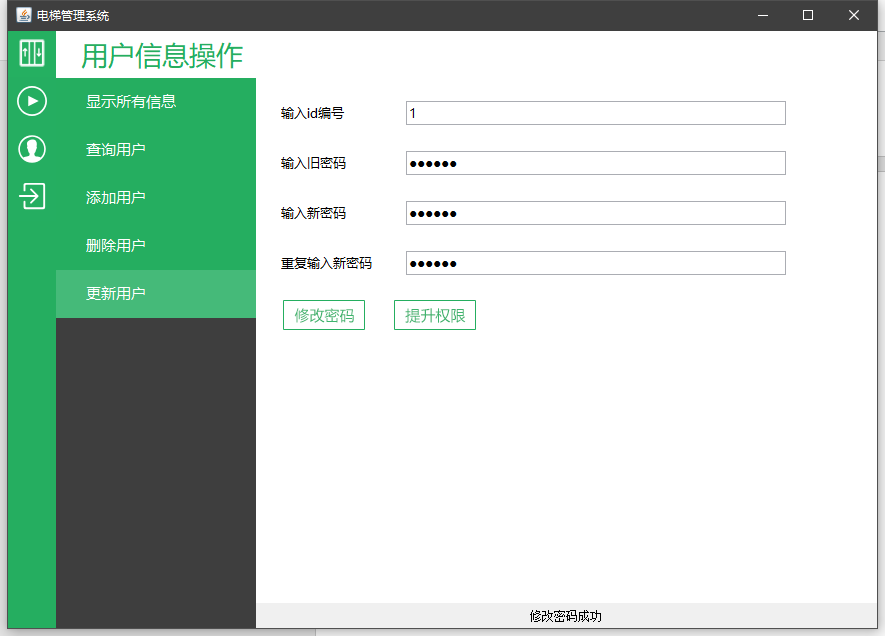 电梯管理系统
用户信息操作
显示所有信息
查询用户
添加用户
删除用户
更新用户
输入id编号 1
输入旧密码 ●●●●●●
输入新密码 ●●●●●●
重复输入新密码 ●●●●●●
修改密码 提升权限
修改密码成功